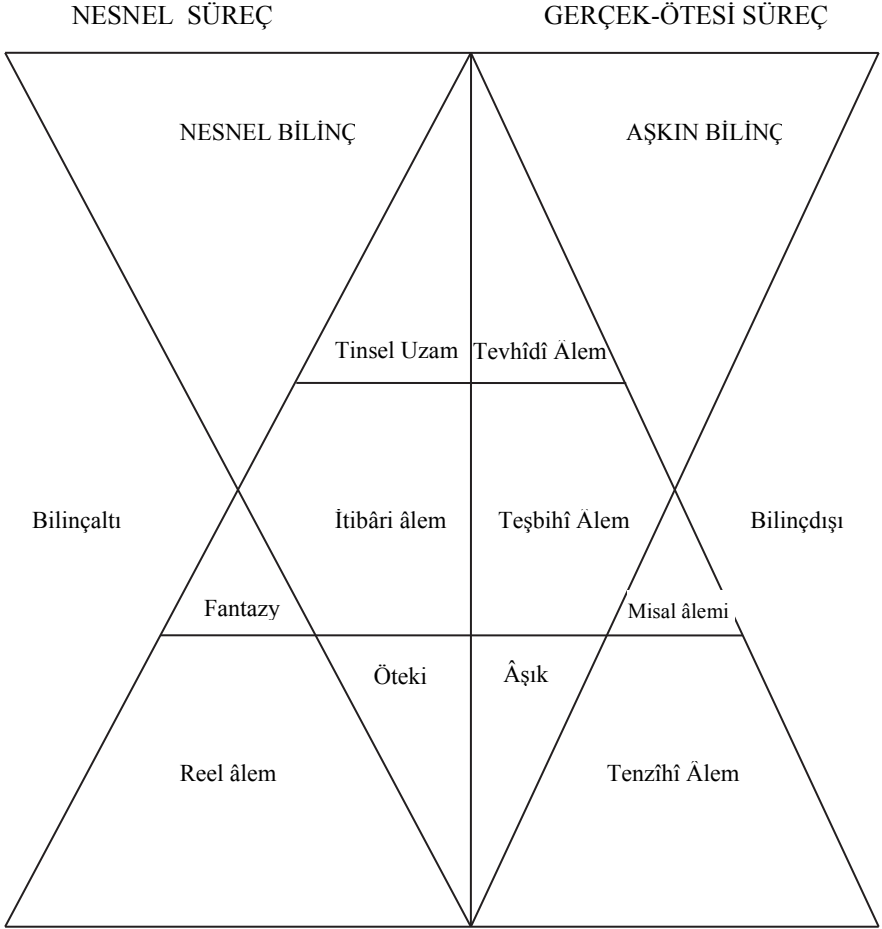 NESNEL SÜREÇ GERÇEK-ÖTESİ SÜREÇ
NESNEL BİLİNÇ AŞKIN BİLİNÇ
Tinsel Uzam Tevhîdî Âlem
Bilinçaltı İtibâri âlem Teşbihî Âlem Bilinçdışı
Fantazy Misal âlemi
Öteki Âşık
Reel âlem Tenzîhî Âlem